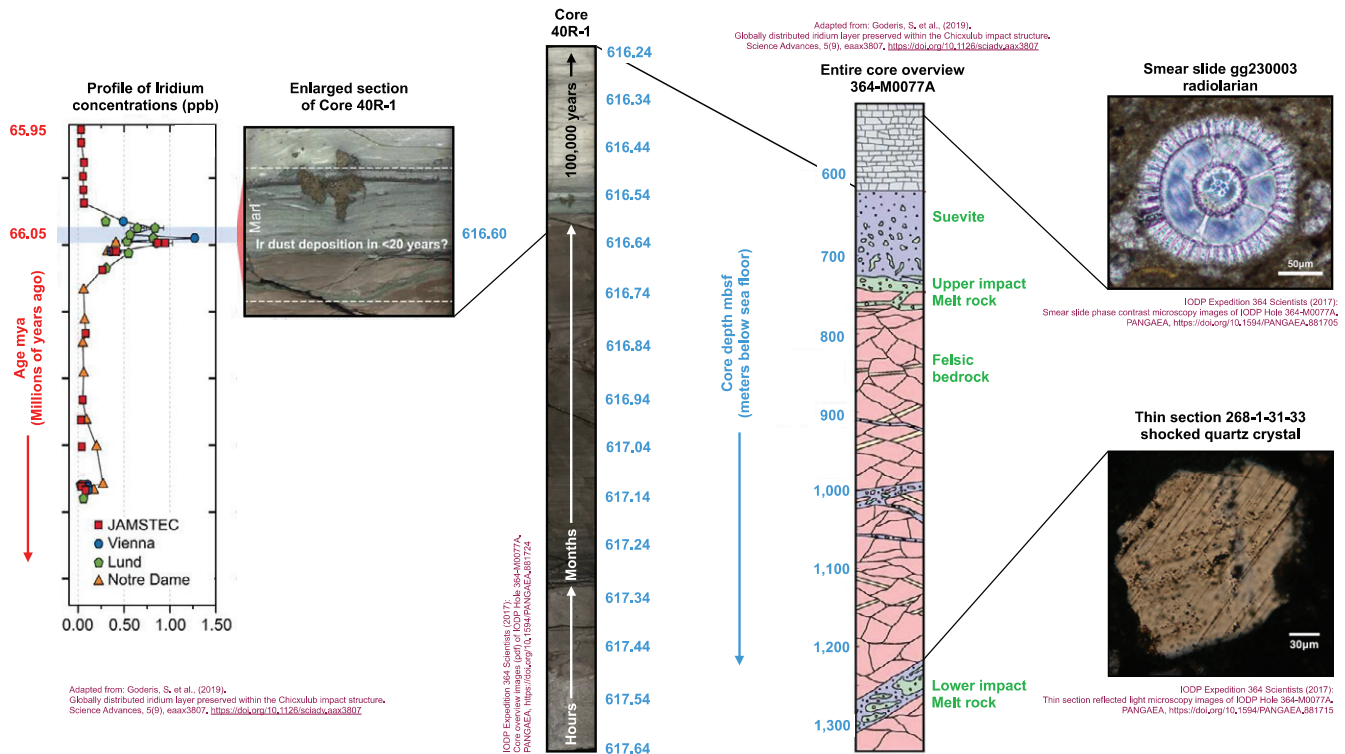 Profile of Iridium
concentrations (ppb)
65.95
66.05
Age mya
(Millions of years ago)
JAMSTEC
Vienna
Lund
Notre Dame
0.00
0.50
1.00
1.50
Adapted from: Goderis, S. et al., (2019).
Globally distributed iridium layer preserved within the Chicxulub impact structure.
Science Advances, 5(9), eaax3807. https://doi.org/10.1126/sciadv.aax3807
Enlarged section
of Core 40R-1
Marl
Ir dust deposition in <20 years?
616.60
Core
40R-1
100,000 years
Months
Hours
616.24
616.34
616.44
616.54
616.64
616.74
616.84
616.94
617.04
617.14
617.24
617.34
617.44
617.54
617.64
IODP Expedition 364 Scientists (2017):
Core overview images (pdf) of IODP Hole 364-M0077A.
PANGAEA, https://doi.org/10.1594/PANGAEA.881724
Adapted from: Goderis, S. et al., (2019).
Globally distributed iridium layer preserved within the Chicxulub impact structure.
Science Advances, 5(9), eaax3807. https://doi.org/10.1126/sciadv.aax3807
Entire core overview
364-M0077A
Core depth mbsf
(meters below sea floor)
600
700
800
900
1,000
1,100
1,200
1,300
Suevite
Upper impact
Melt rock
Felsic
bedrock
Lower impact
Melt rock
Smear slide gg230003
radiolarian
50µm
IODP Expedition 364 Scientists (2017):
Smear slide phase contrast microscopy images of IODP Hole 364-M0077A.
PANGAEA, https://doi.org/10.1594/PANGAEA.881705
Thin section 268-1-31-33
shocked quartz crystal
30µm
IODP Expedition 364 Scientists (2017):
Thin section reflected light microscopy images of IODP Hole 364-M0077A.
PANGAEA, https://doi.org/10.1594/PANGAEA.881715